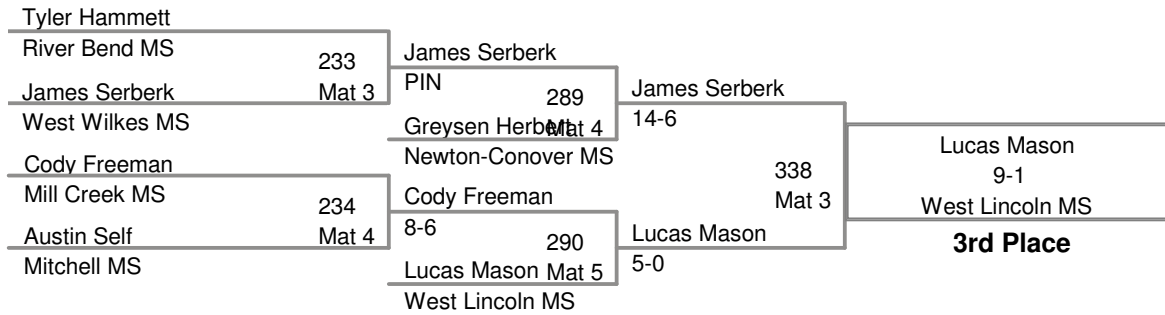 Tyler Hammett
River Bend MS
233
Mat 3
James Serberk
West Wilkes MS
Cody Freeman
Mill Creek MS
234
Mat 4
Austin Self
Mitchell MS
James Serberk
PIN
289
Mat 4
Greysen Herbert
Newton-Conover MS
Cody Freeman
8-6
290
Mat 5
Lucas Mason
West Lincoln MS
James Serberk
14-6
338
Mat 3
Lucas Mason
5-0
Lucas Mason
9-1
West Lincoln MS
3rd Place